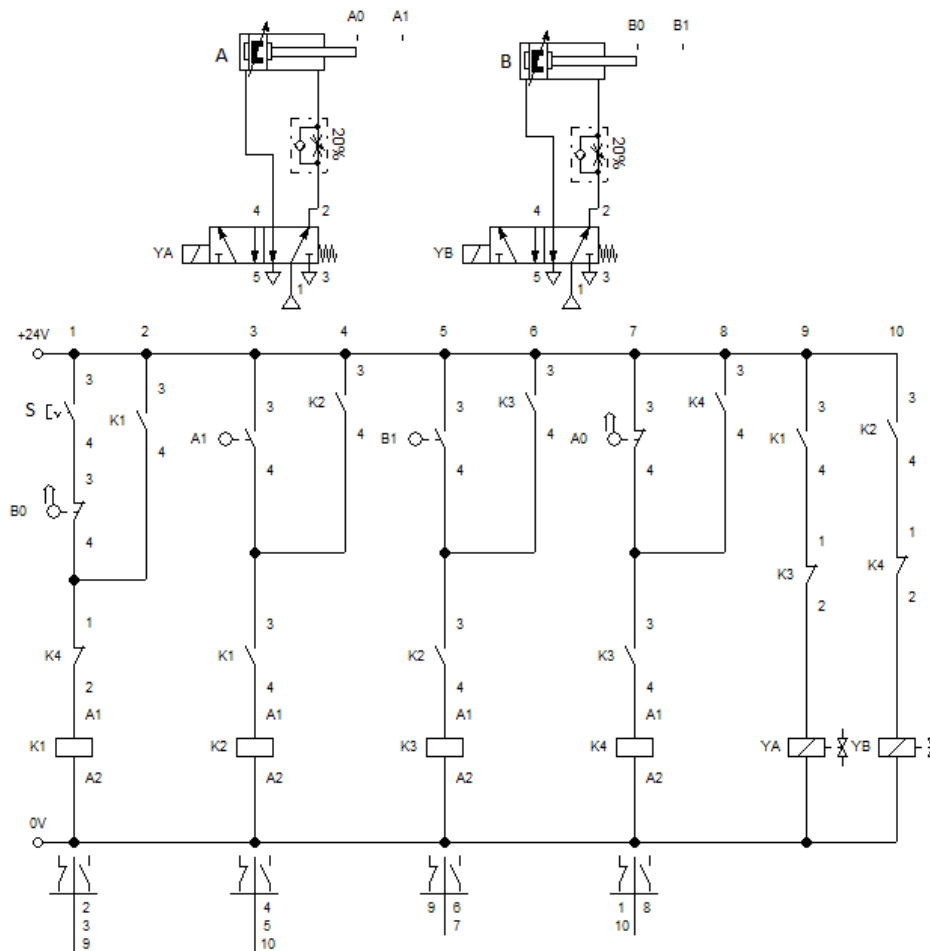 A0 A1
B0 B1
A
B
20%
20%
4 2
4 2
YA
YB
5 1 3
5 1 3
+24V 1 2 3 4 5 6 7 8 9 10
3 3 3 3 3 3 3 3 3 3
S K1 A1 K2 B1 K3 A0 K4 K1 K2
4 4 4 4 4 4 4 4 4 4
3
B0
4
1 1
K3 K4
2 2
1 3 3 3
K4 K1 K2 K3
2 4 4 4
A1 A1 A1 A1
K1 K2 K3 K4 YA YB
A2 A2 A2 A2
0V
2 4 9 6 1 8
3 5 7 10
9 10